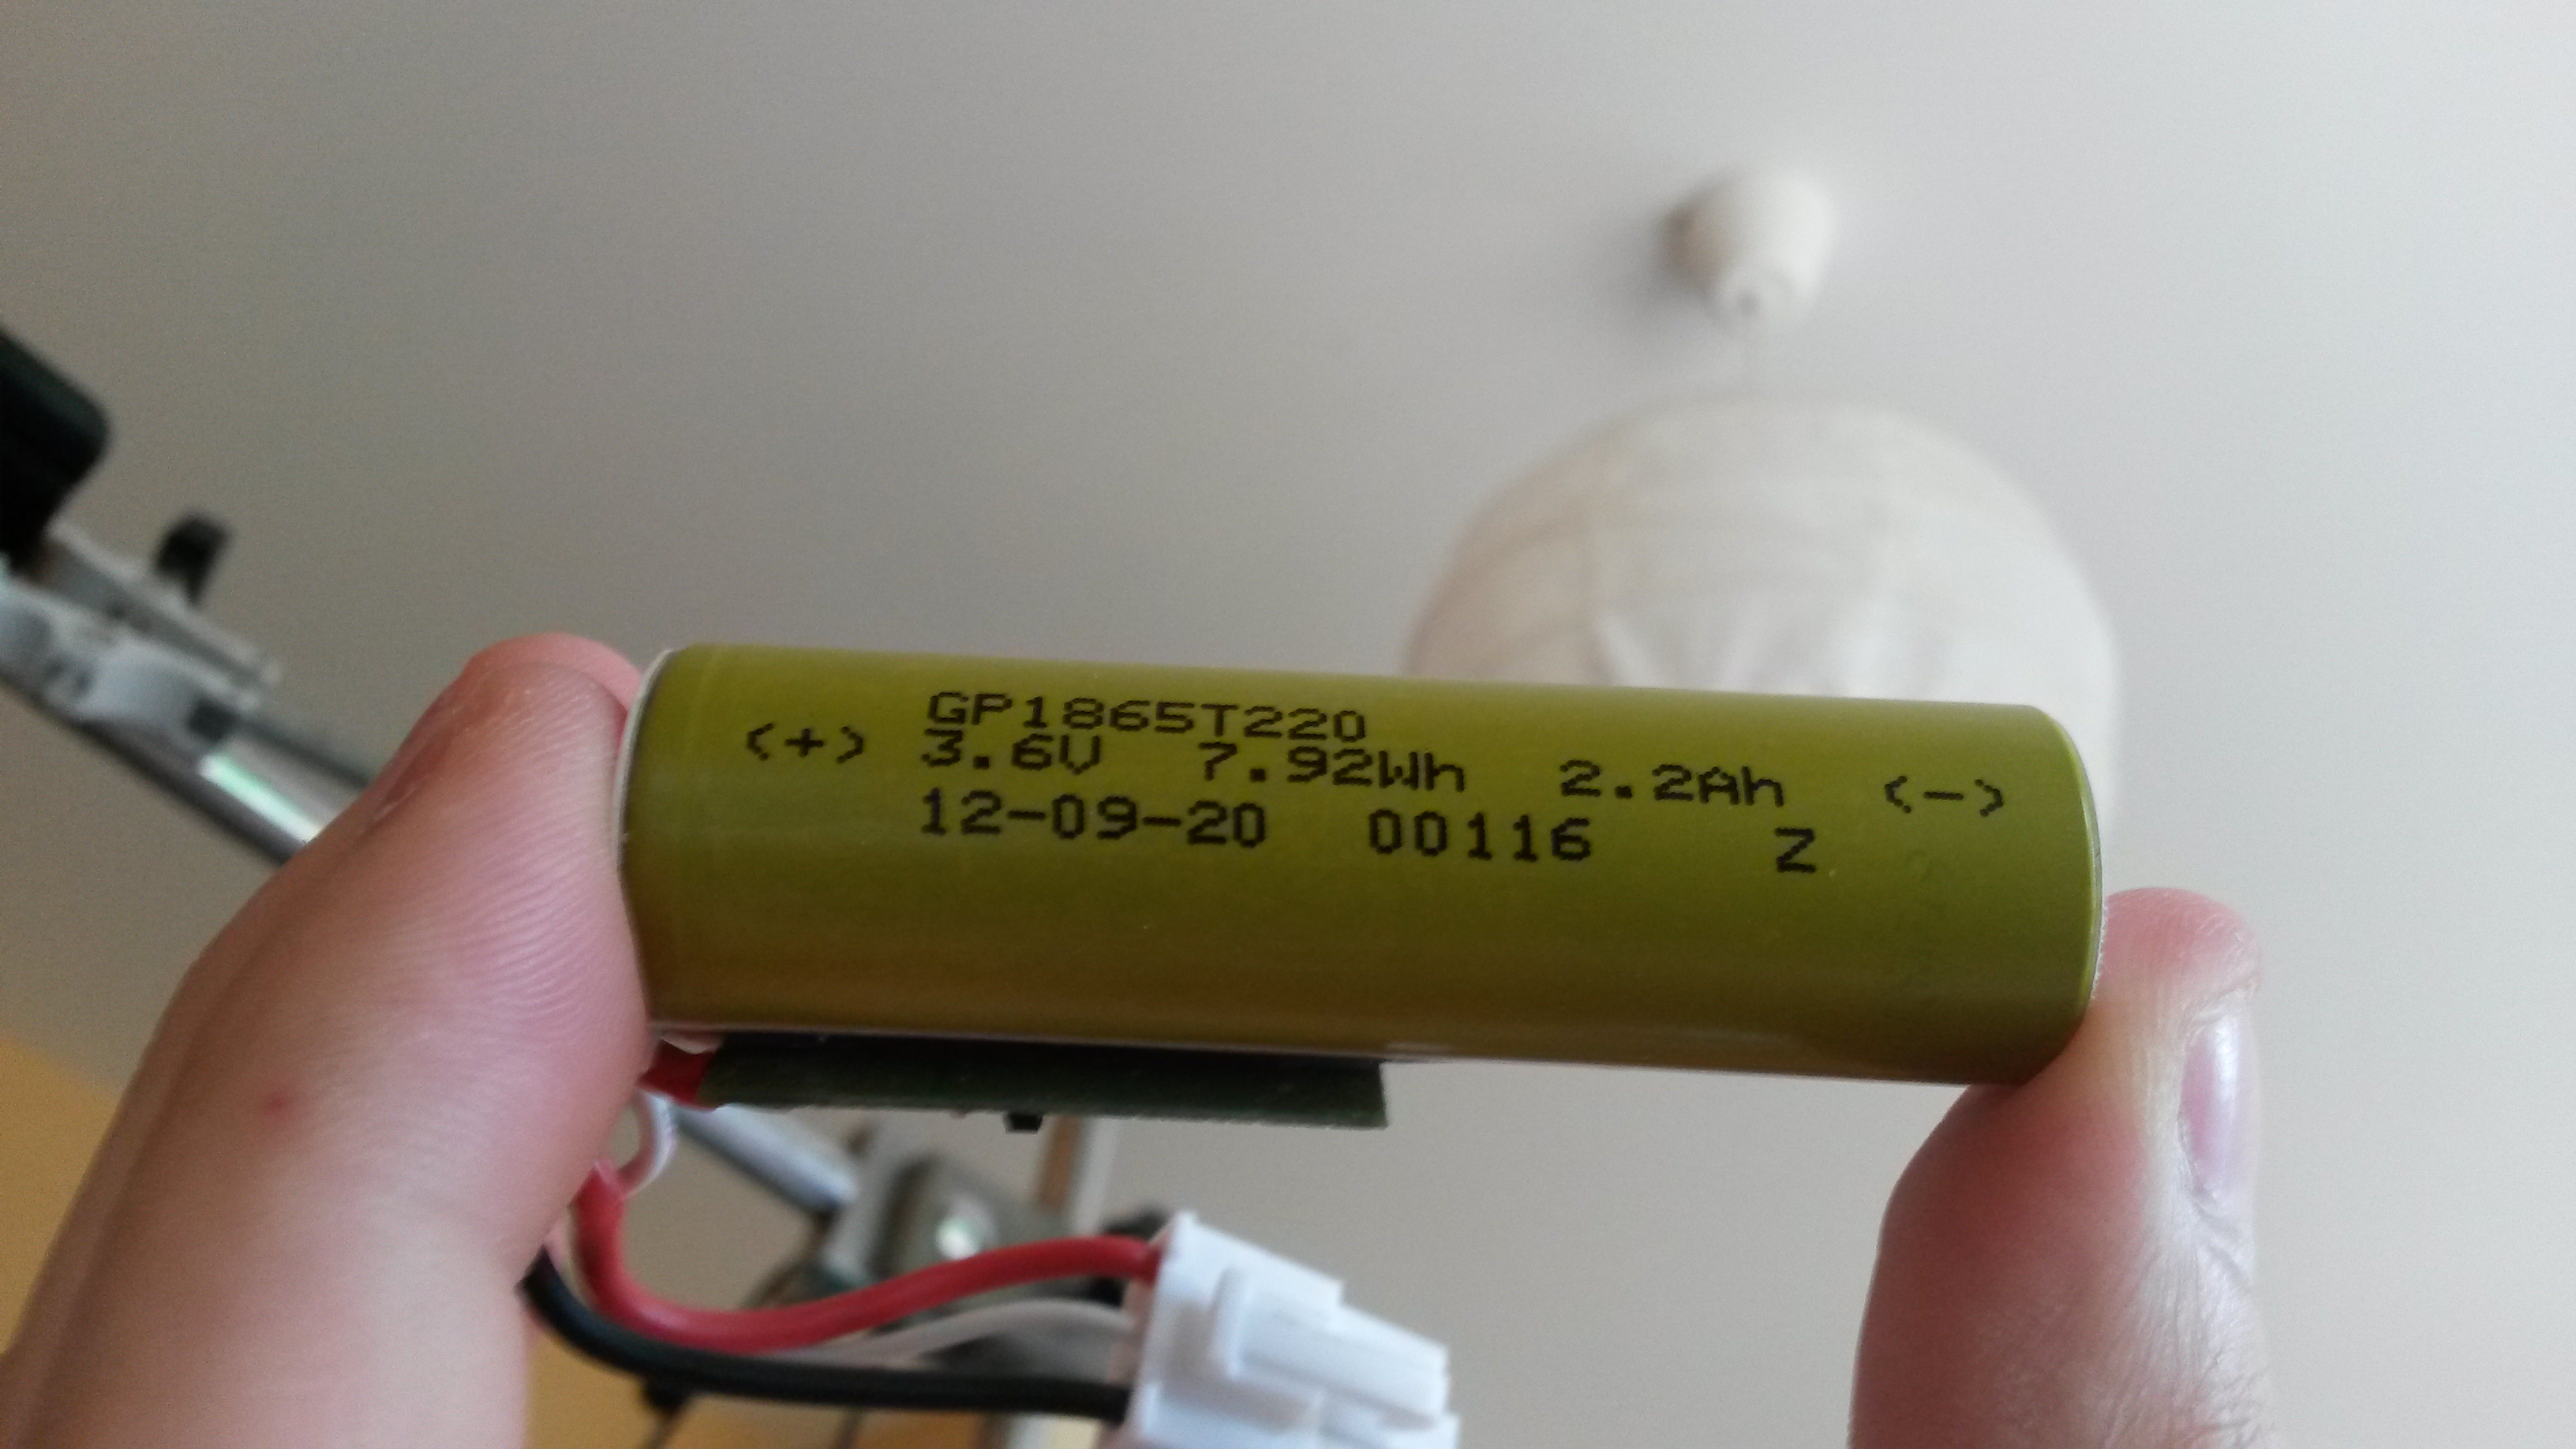 GP1865T220
<+> 3.6V 7.92Wh 2.2Ah <->
12-09-20 00116 Z